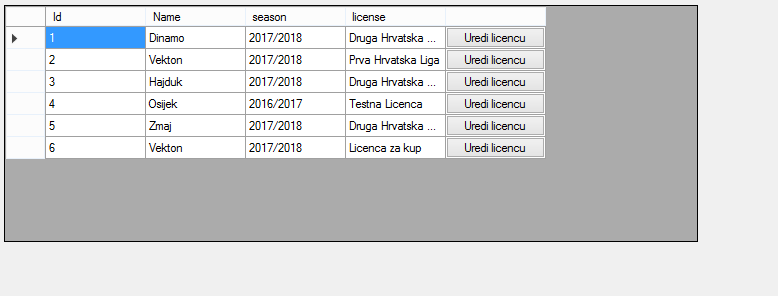 Id Name season license
1 Dinamo 2017/2018 Druga Hrvatska ... Uredi licencu
2 Vekton 2017/2018 Prva Hrvatska Liga Uredi licencu
3 Hajduk 2017/2018 Druga Hrvatska ... Uredi licencu
4 Osijek 2016/2017 Testna Licenca Uredi licencu
5 Zmaj 2017/2018 Druga Hrvatska ... Uredi licencu
6 Vekton 2017/2018 Licenca za kup Uredi licencu